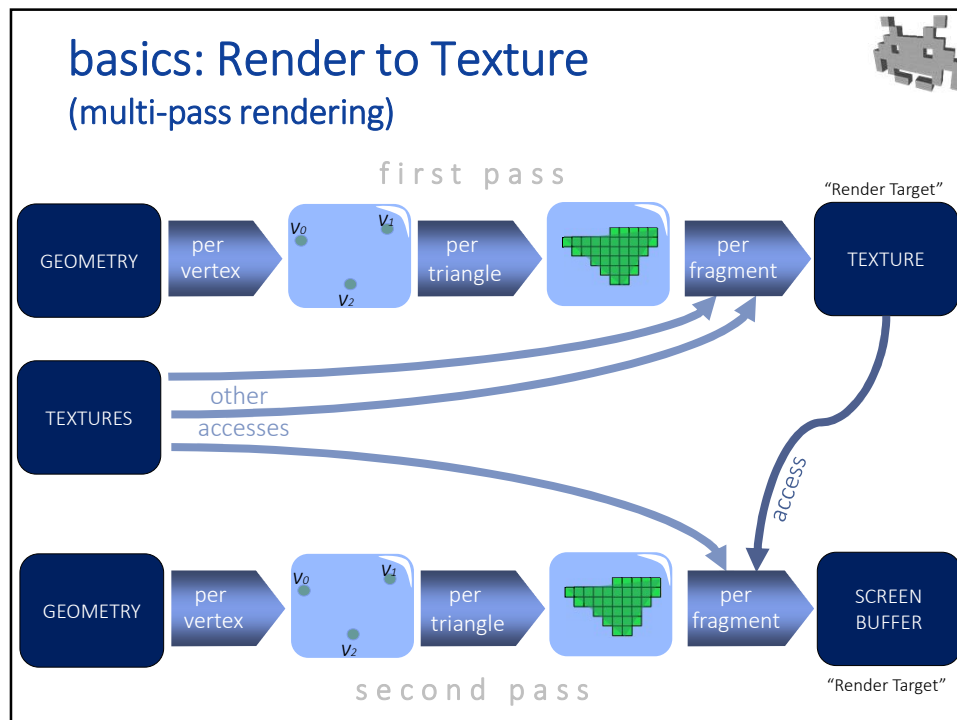 basics: Render to Texture
(multi-pass rendering)
first pass
"Render Target"
GEOMETRY
per
vertex
v0
v1
v2
per
triangle
per
fragment
TEXTURE
TEXTURES
other
accesses
access
GEOMETRY
per
vertex
v0
v1
v2
per
triangle
per
fragment
SCREEN
BUFFER
second pass
"Render Target"